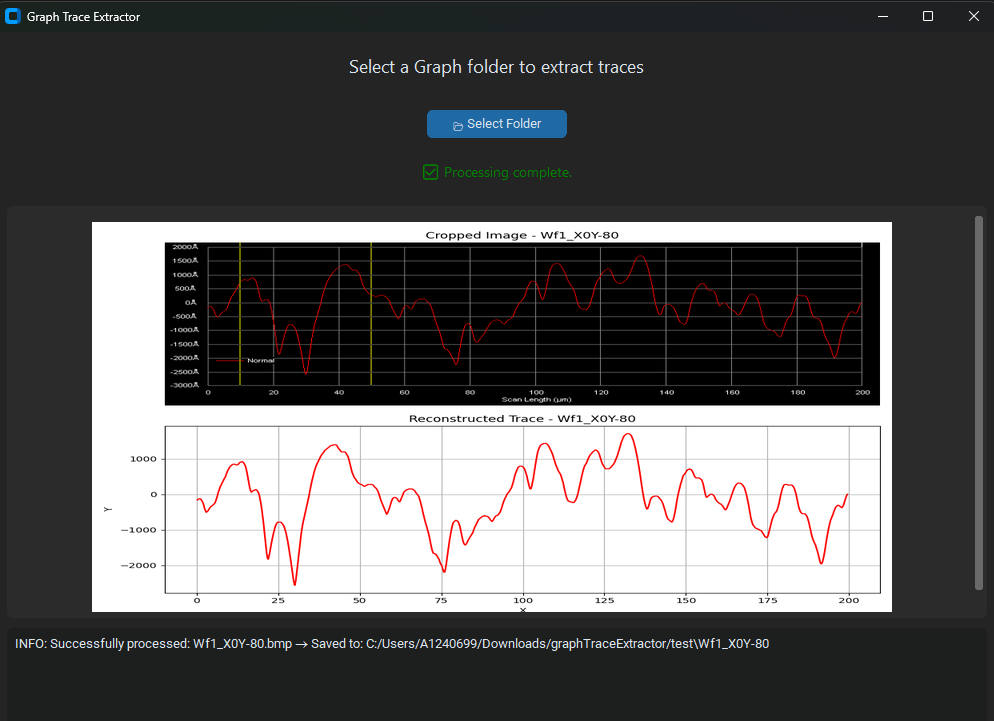 Graph Trace Extractor
Select a Graph folder to extract traces
Select Folder
Processing complete.
Cropped Image - Wf1_X0Y-80
2000Å
1500Å
1000Å
500Å
0Å
-500Å
-1000Å
-1500Å
-2000Å
-2500Å
-3000Å
Normal
0 20 40 60 80 100 120 140 160 180 200
Scan Length (μm)
Reconstructed Trace - Wf1_X0Y-80
1000
0
−1000
−2000
Y
0 25 50 75 100 125 150 175 200
X
INFO: Successfully processed: Wf1_X0Y-80.bmp → Saved to: C:/Users/A1240699/Downloads/graphTraceExtractor/test\Wf1_X0Y-80